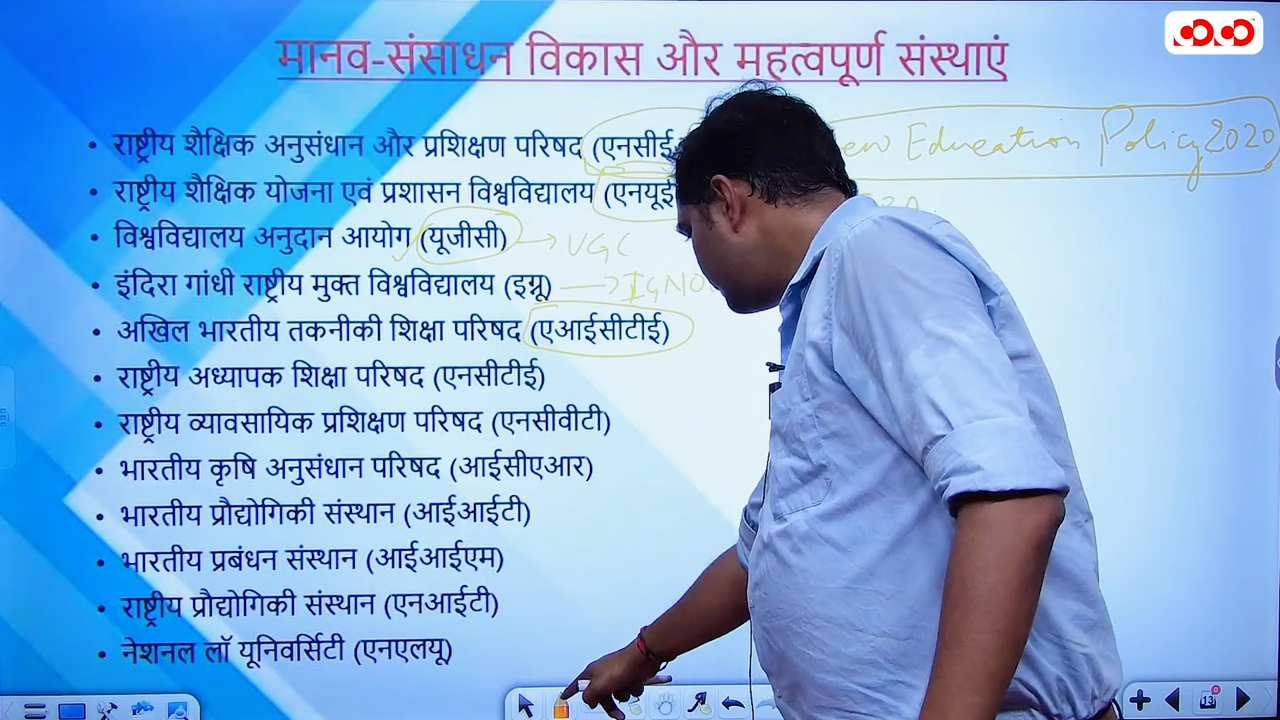 मानव-संसाधन विकास और महत्वपूर्ण संस्थाएं
• राष्ट्रीय शैक्षिक अनुसंधान और प्रशिक्षण परिषद (एनसीई
Education Policy 2020
• राष्ट्रीय शैक्षिक योजना एवं प्रशासन विश्वविद्यालय (एनयूई
• विश्वविद्यालय अनुदान आयोग (यूजीसी) → UGC
• इंदिरा गांधी राष्ट्रीय मुक्त विश्वविद्यालय (इग्नू) → IGNO
• अखिल भारतीय तकनीकी शिक्षा परिषद (एआईसीटीई)
• राष्ट्रीय अध्यापक शिक्षा परिषद (एनसीटीई)
• राष्ट्रीय व्यावसायिक प्रशिक्षण परिषद (एनसीवीटी)
• भारतीय कृषि अनुसंधान परिषद (आईसीएआर)
• भारतीय प्रौद्योगिकी संस्थान (आईआईटी)
• भारतीय प्रबंधन संस्थान (आईआईएम)
• राष्ट्रीय प्रौद्योगिकी संस्थान (एनआईटी)
• नेशनल लॉ यूनिवर्सिटी (एनएलयू)
13